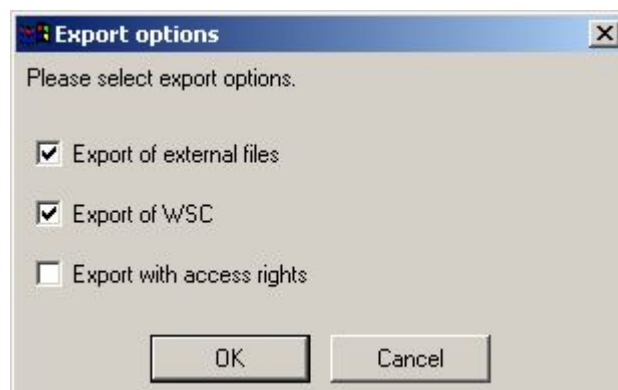 Export options
Please select export options.
Export of external files
Export of WSC
Export with access rights
OK
Cancel